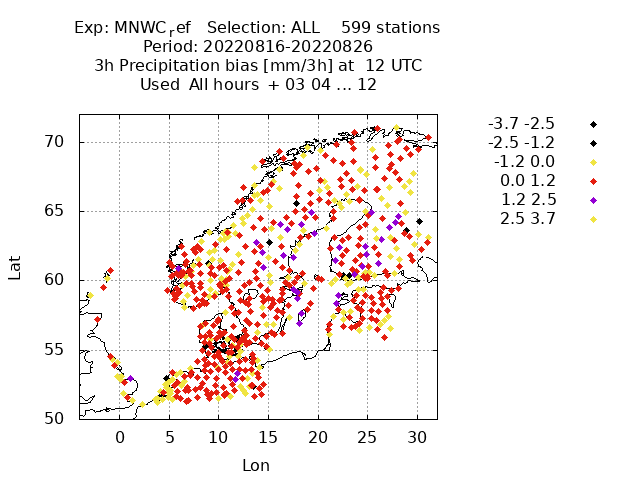 Exp: MNWCref   Selection: ALL    599 stations
Period: 20220816-20220826
3h Precipitation bias [mm/3h] at  12 UTC
Used  All hours  + 03 04 ... 12
-3.7 -2.5
-2.5 -1.2
-1.2 0.0
0.0 1.2
1.2 2.5
2.5 3.7
70
65
60
55
50
Lat
0 5 10 15 20 25 30
Lon